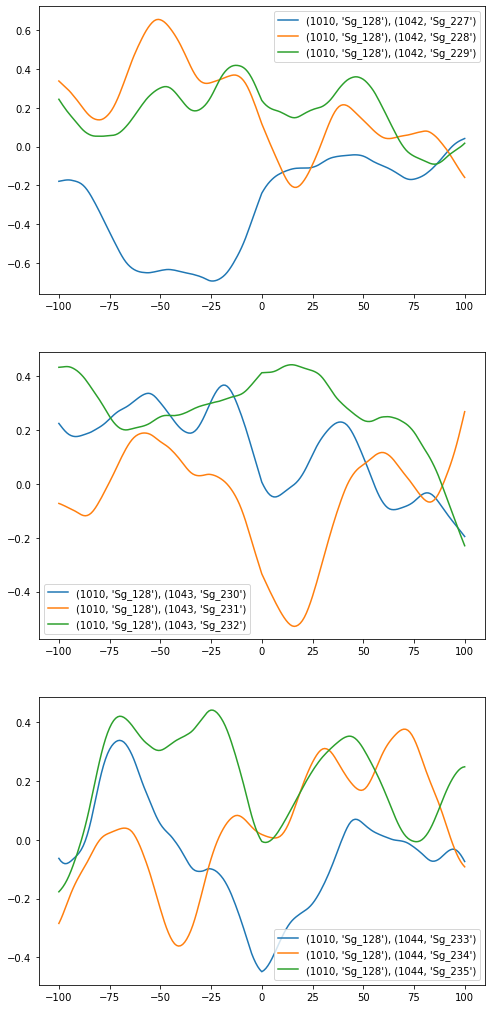 (1010, 'Sg_128'), (1042, 'Sg_227')
(1010, 'Sg_128'), (1042, 'Sg_228')
(1010, 'Sg_128'), (1042, 'Sg_229')
0.6
0.4
0.2
0.0
−0.2
−0.4
−0.6
−100 −75 −50 −25 0 25 50 75 100
0.4
0.2
0.0
−0.2
−0.4
(1010, 'Sg_128'), (1043, 'Sg_230')
(1010, 'Sg_128'), (1043, 'Sg_231')
(1010, 'Sg_128'), (1043, 'Sg_232')
−100 −75 −50 −25 0 25 50 75 100
0.4
0.2
0.0
−0.2
−0.4
(1010, 'Sg_128'), (1044, 'Sg_233')
(1010, 'Sg_128'), (1044, 'Sg_234')
(1010, 'Sg_128'), (1044, 'Sg_235')
−100 −75 −50 −25 0 25 50 75 100